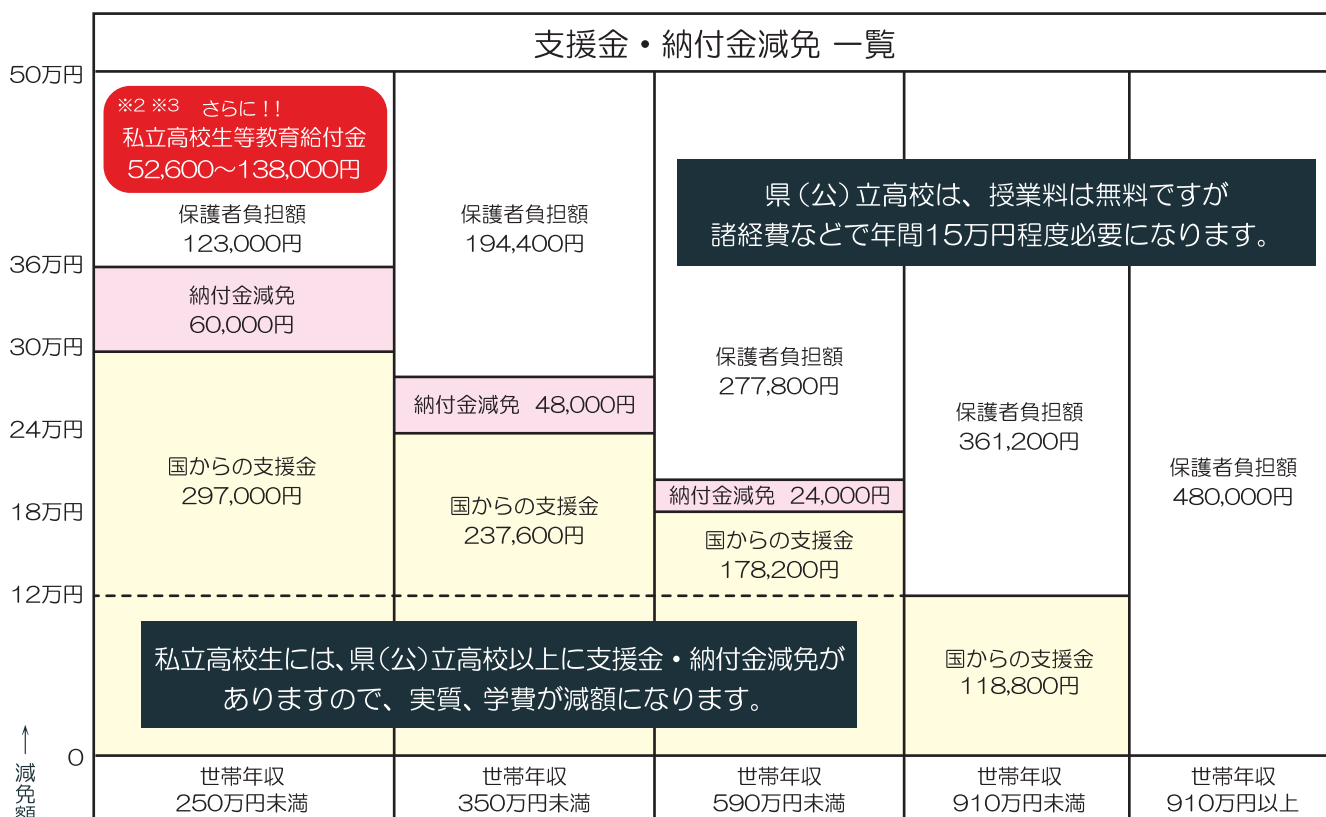 支援金・納付金減免 一覧
50万円
36万円
30万円
24万円
18万円
12万円
0
←減免額
※2 ※3 さらに!!
私立高校生等教育給付金
52,600〜138,000円
保護者負担額
123,000円
納付金減免
60,000円
国からの支援金
297,000円
保護者負担額
194,400円
納付金減免 48,000円
国からの支援金
237,600円
県(公)立高校は、授業料は無料ですが
諸経費などで年間15万円程度必要になります。
保護者負担額
277,800円
納付金減免 24,000円
国からの支援金
178,200円
保護者負担額
361,200円
国からの支援金
118,800円
保護者負担額
480,000円
私立高校生には、県(公)立高校以上に支援金・納付金減免が
ありますので、実質、学費が減額になります。
世帯年収
250万円未満
世帯年収
350万円未満
世帯年収
590万円未満
世帯年収
910万円未満
世帯年収
910万円以上